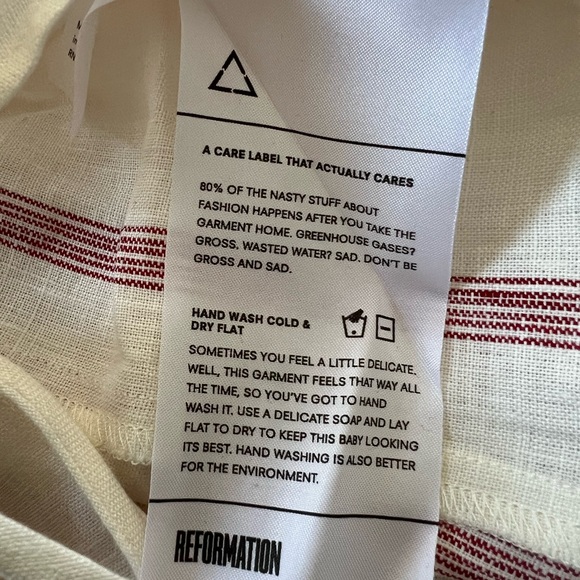 A CARE LABEL THAT ACTUALLY CARES
80% OF THE NASTY STUFF ABOUT
FASHION HAPPENS AFTER YOU TAKE THE
GARMENT HOME. GREENHOUSE GASES?
GROSS. WASTED WATER? SAD. DON'T BE
GROSS AND SAD.
HAND WASH COLD &
DRY FLAT
SOMETIMES YOU FEEL A LITTLE DELICATE.
WELL, THIS GARMENT FEELS THAT WAY ALL
THE TIME, SO YOU'VE GOT TO HAND
WASH IT. USE A DELICATE SOAP AND LAY
FLAT TO DRY TO KEEP THIS BABY LOOKING
ITS BEST. HAND WASHING IS ALSO BETTER
FOR THE ENVIRONMENT.
REFORMATION